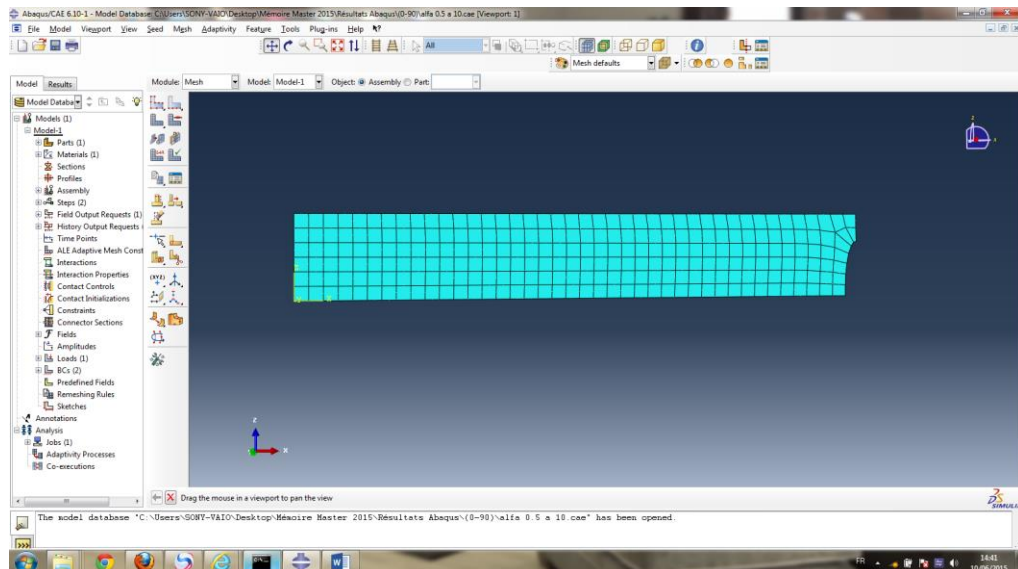 Abaqus/CAE 6.10-1 - Model Database: C:\Users\SONY-VAIO\Desktop\Mémoire Master 2015\Résultats Abaqus\(0-90)\alfa 0.5 a 10.cae [Viewport: 1]
File Model Viewport View Seed Mesh Adaptivity Feature Tools Plug-ins Help
All
Mesh defaults
Model Results
Module: Mesh Model: Model-1 Object: Assembly Part:
Model Databa
Models (1)
Model-1
Parts (1)
Materials (1)
Sections
Profiles
Assembly
Steps (2)
Field Output Requests (1)
History Output Requests
Time Points
ALE Adaptive Mesh Const
Interactions
Interaction Properties
Contact Controls
Contact Initializations
Constraints
Connector Sections
Fields
Amplitudes
Loads (1)
BCs (2)
Predefined Fields
Remeshing Rules
Sketches
Annotations
Analysis
Jobs (1)
Adaptivity Processes
Co-executions
Z
X
Drag the mouse in a viewport to pan the view
SIMULI
The model database "C:\Users\SONY-VAIO\Desktop\Mémoire Master 2015\Résultats Abaqus\(0-90)\alfa 0.5 a 10.cae" has been opened.
FR
14:41
10/06/2015